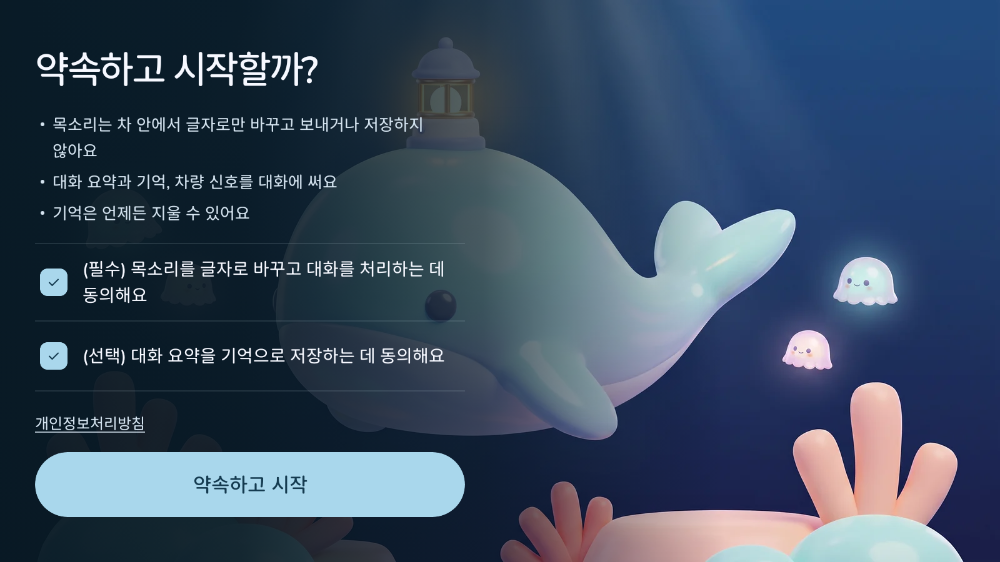 약속하고 시작할까?
• 목소리는 차 안에서 글자로만 바꾸고 보내거나 저장하지
않아요
• 대화 요약과 기억, 차량 신호를 대화에 써요
• 기억은 언제든 지울 수 있어요
(필수) 목소리를 글자로 바꾸고 대화를 처리하는 데
동의해요
(선택) 대화 요약을 기억으로 저장하는 데 동의해요
개인정보처리방침
약속하고 시작